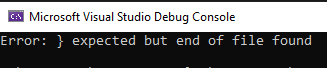 Microsoft Visual Studio Debug Console
Error: } expected but end of file found